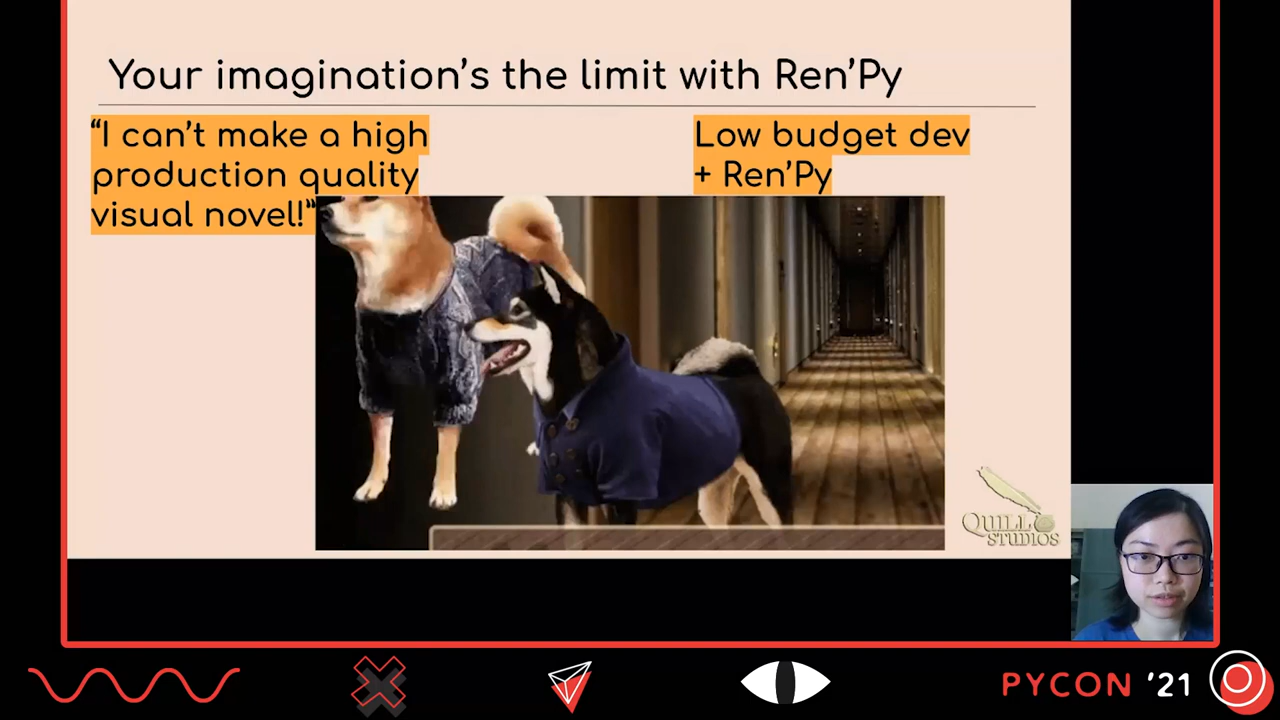 Your imagination's the limit with Ren'Py
“I can't make a high
production quality
visual novel!”
Low budget dev
+ Ren'Py
QUILL
STUDIOS
PYCON '21